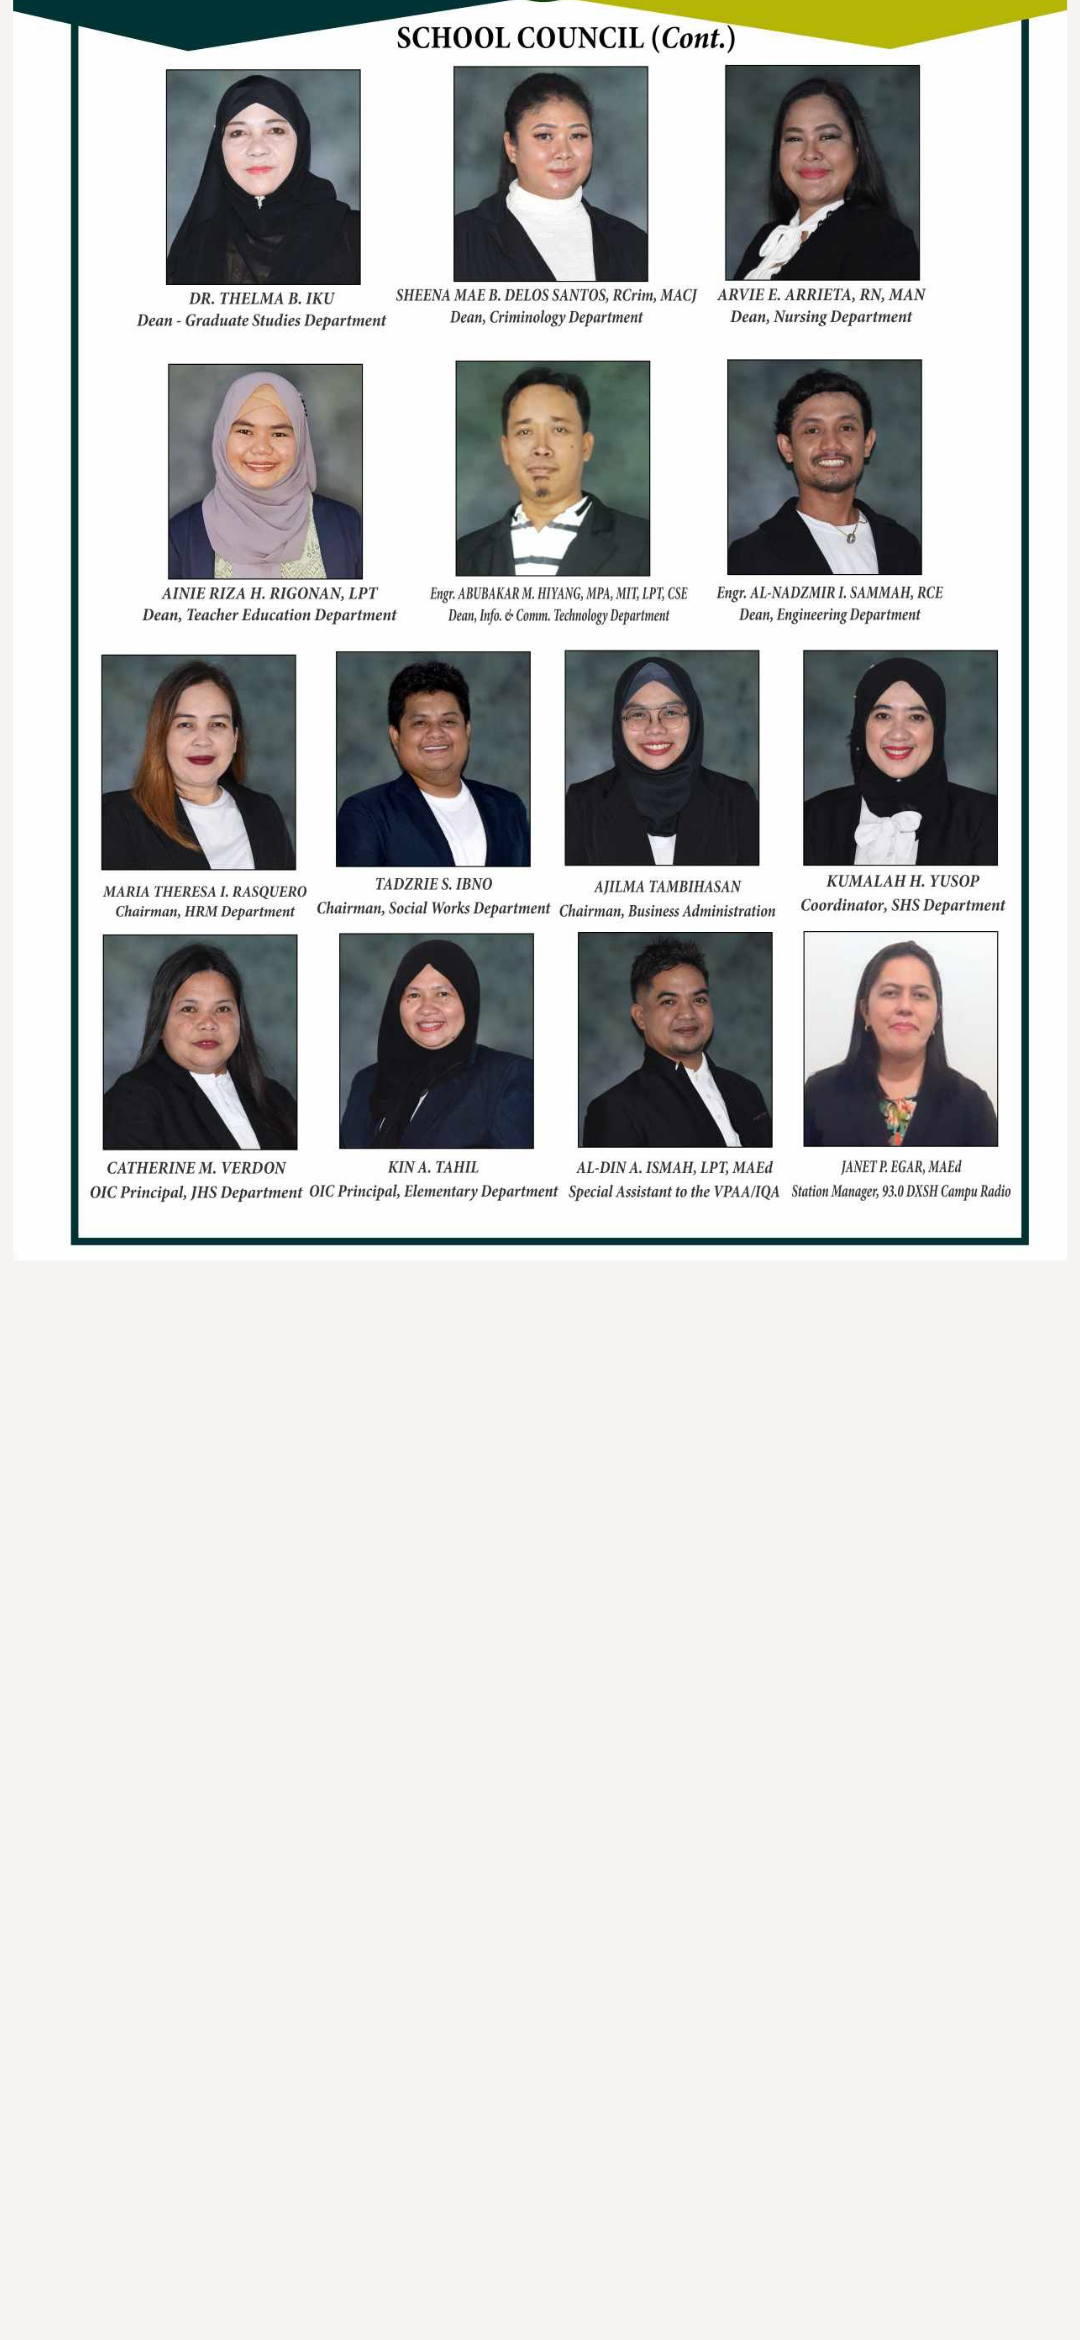 SCHOOL COUNCIL (Cont.)
DR. THELMA B. IKU
Dean - Graduate Studies Department
SHEENA MAE B. DELOS SANTOS, RCrim, MACJ
Dean, Criminology Department
ARVIE E. ARRIETA, RN, MAN
Dean, Nursing Department
AINIE RIZA H. RIGONAN, LPT
Dean, Teacher Education Department
Engr. ABUBAKAR M. HIYANG, MPA, MIT, LPT, CSE
Dean, Info. & Comm. Technology Department
Engr. AL-NADZMIR I. SAMMAH, RCE
Dean, Engineering Department
MARIA THERESA I. RASQUERO
Chairman, HRM Department
TADZRIE S. IBNO
Chairman, Social Works Department
AJILMA TAMBIHASAN
Chairman, Business Administration
KUMALAH H. YUSOP
Coordinator, SHS Department
CATHERINE M. VERDON
OIC Principal, JHS Department
KIN A. TAHIL
OIC Principal, Elementary Department
AL-DIN A. ISMAH, LPT, MAEd
Special Assistant to the VPAA/IQA
JANET P. EGAR, MAEd
Station Manager, 93.0 DXSH Campu Radio